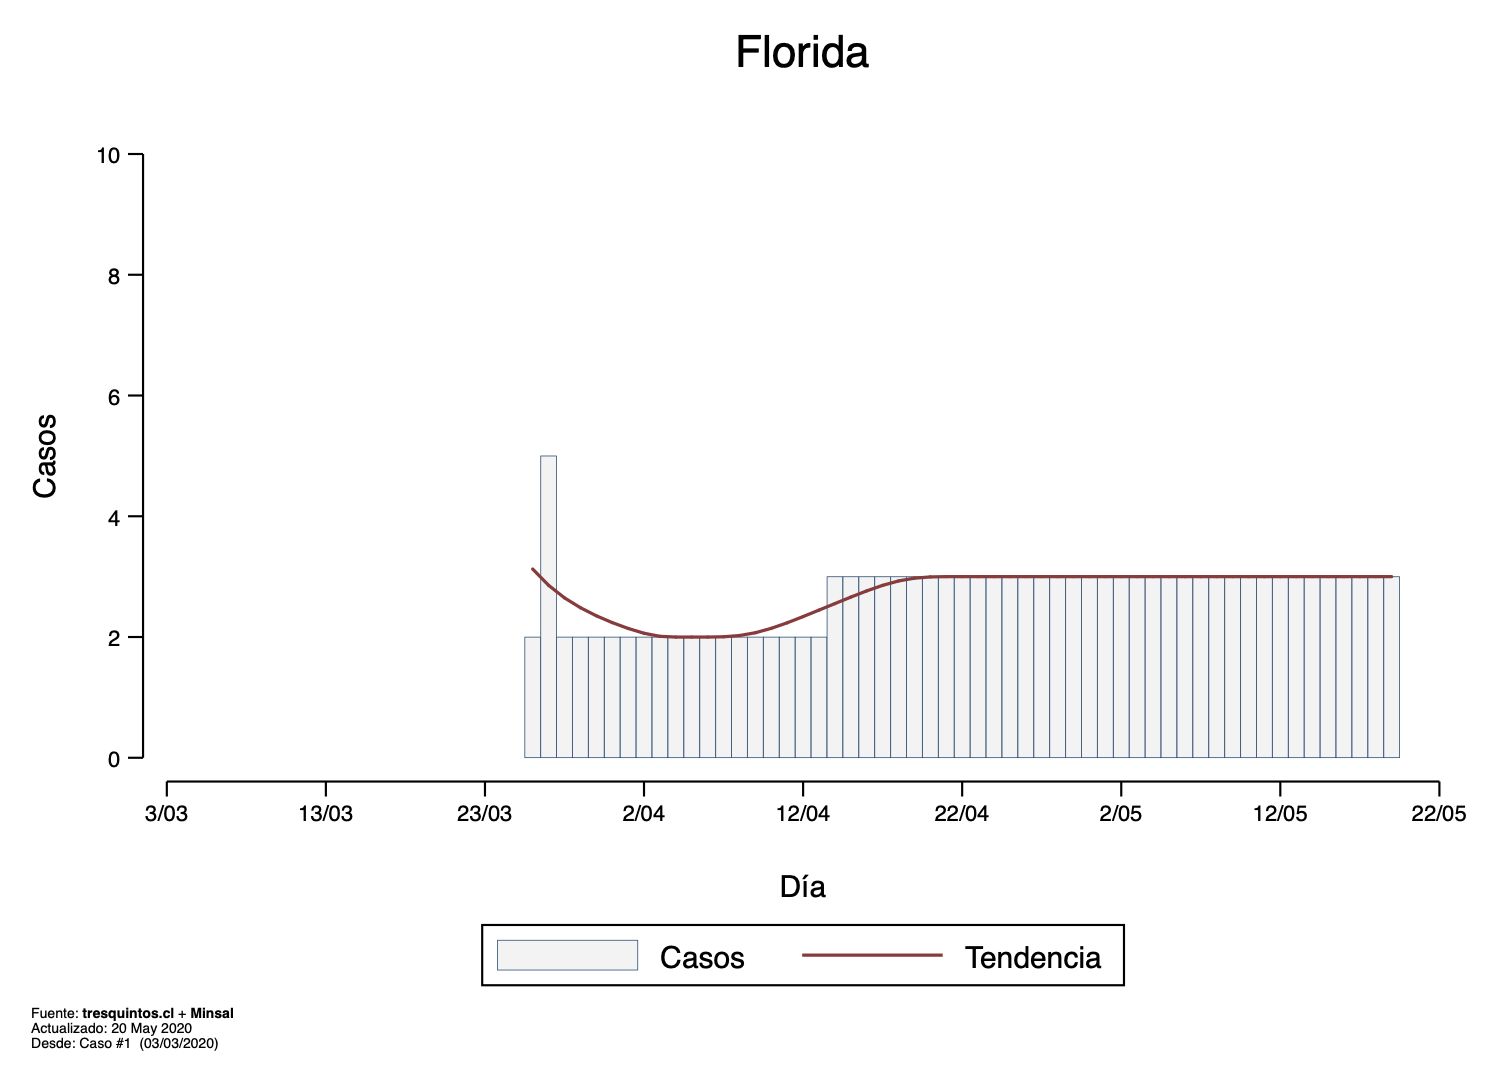 Florida
10
8
6
4
2
0
Casos
3/03 13/03 23/03 2/04 12/04 22/04 2/05 12/05 22/05
Día
Casos Tendencia
Fuente: tresquintos.cl + Minsal
Actualizado: 20 May 2020
Desde: Caso #1 (03/03/2020)